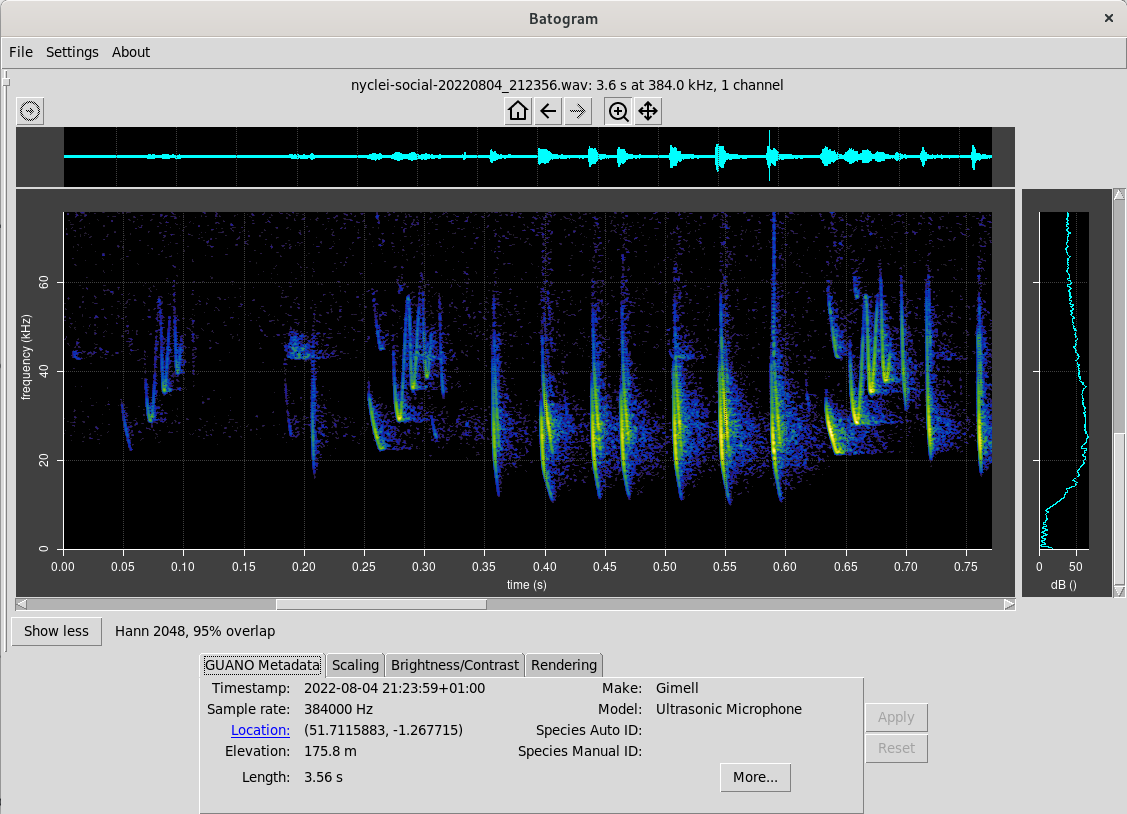 Batogram
File Settings About
nyclei-social-20220804_212356.wav: 3.6 s at 384.0 kHz, 1 channel
frequency (kHz)
60
40
20
0
0.00 0.05 0.10 0.15 0.20 0.25 0.30 0.35 0.40 0.45 0.50 0.55 0.60 0.65 0.70 0.75
time (s)
0 50
dB ()
Show less Hann 2048, 95% overlap
GUANO Metadata Scaling Brightness/Contrast Rendering
Timestamp: 2022-08-04 21:23:59+01:00 Make: Gimell
Sample rate: 384000 Hz Model: Ultrasonic Microphone
Location: (51.7115883, -1.267715) Species Auto ID:
Elevation: 175.8 m Species Manual ID:
Length: 3.56 s More...
Apply
Reset